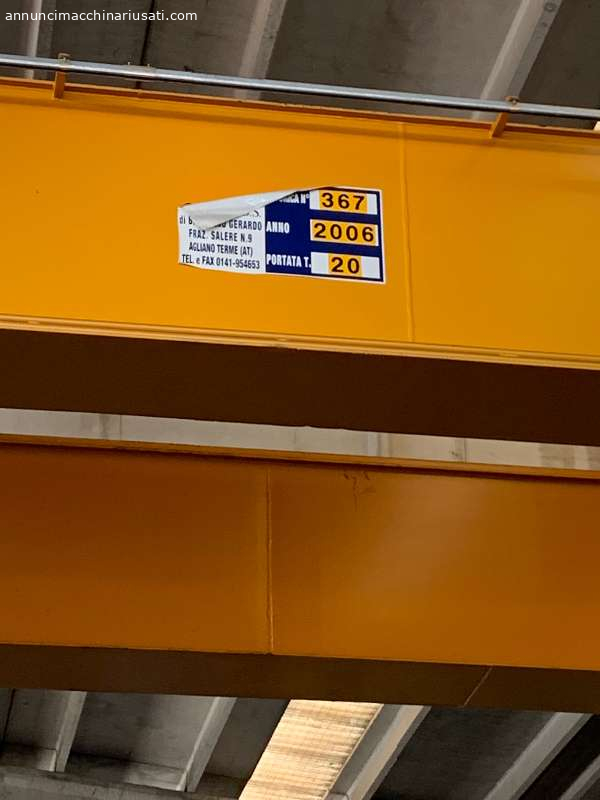 annuncimacchinariusati.com
S.
di GERARDO
FRAZ. SALERE N.9
AGLIANO TERME (AT)
TEL. e FAX 0141-954653
N° 367
ANNO 2006
PORTATA T. 20